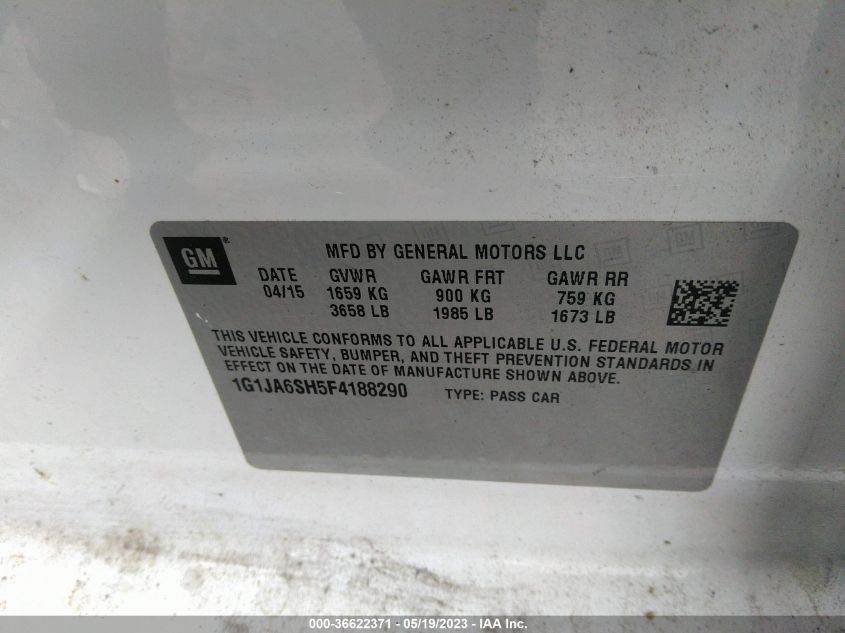 GM®
MFD BY GENERAL MOTORS LLC
DATE GVWR GAWR FRT GAWR RR
04/15 1659 KG 900 KG 759 KG
3658 LB 1985 LB 1673 LB
THIS VEHICLE CONFORMS TO ALL APPLICABLE U.S. FEDERAL MOTOR
VEHICLE SAFETY, BUMPER, AND THEFT PREVENTION STANDARDS IN
EFFECT ON THE DATE OF MANUFACTURE SHOWN ABOVE.
1G1JA6SH5F4188290 TYPE: PASS CAR
000-36622371 - 05/19/2023 - IAA Inc.